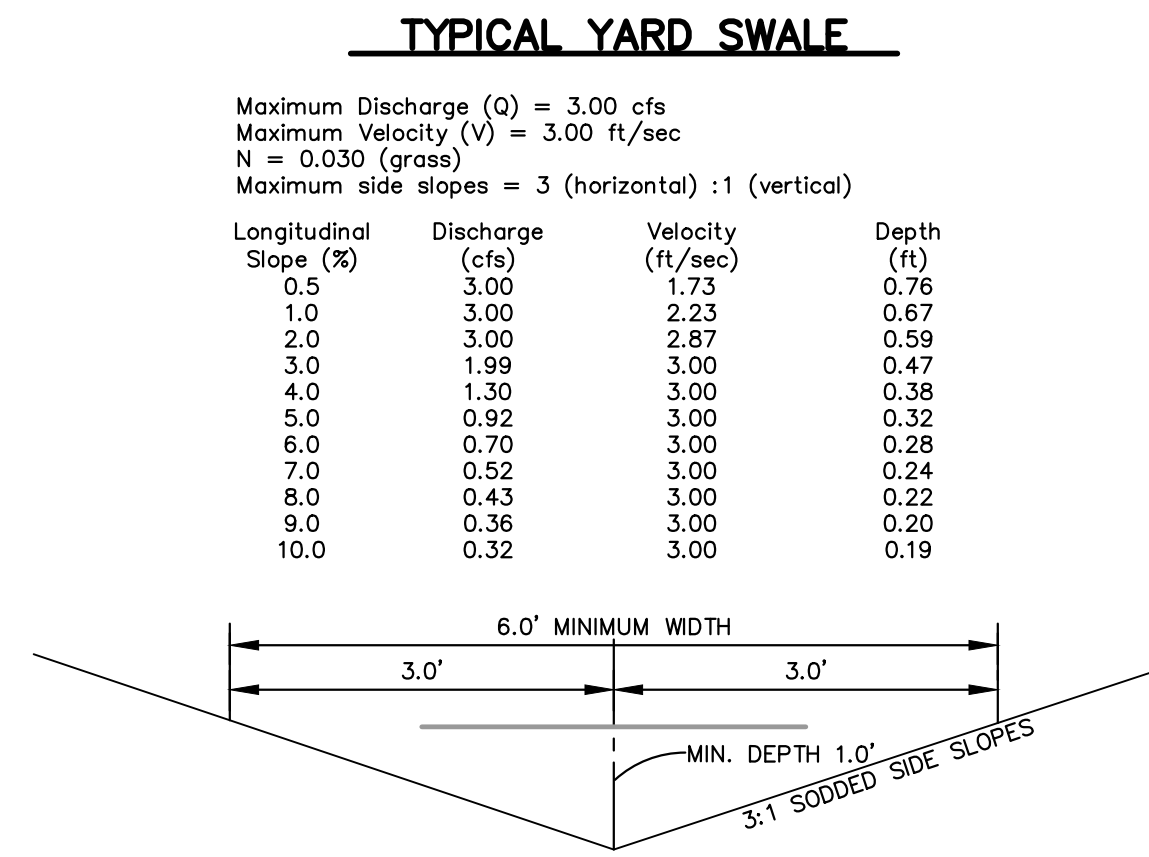 TYPICAL YARD SWALE
Maximum Discharge (Q) = 3.00 cfs
Maximum Velocity (V) = 3.00 ft/sec
N = 0.030 (grass)
Maximum side slopes = 3 (horizontal) :1 (vertical)
Longitudinal Discharge Velocity Depth
Slope (%) (cfs) (ft/sec) (ft)
0.5 3.00 1.73 0.76
1.0 3.00 2.23 0.67
2.0 3.00 2.87 0.59
3.0 1.99 3.00 0.47
4.0 1.30 3.00 0.38
5.0 0.92 3.00 0.32
6.0 0.70 3.00 0.28
7.0 0.52 3.00 0.24
8.0 0.43 3.00 0.22
9.0 0.36 3.00 0.20
10.0 0.32 3.00 0.19
6.0' MINIMUM WIDTH
3.0' 3.0'
MIN. DEPTH 1.0'
3:1 SODDED SIDE SLOPES